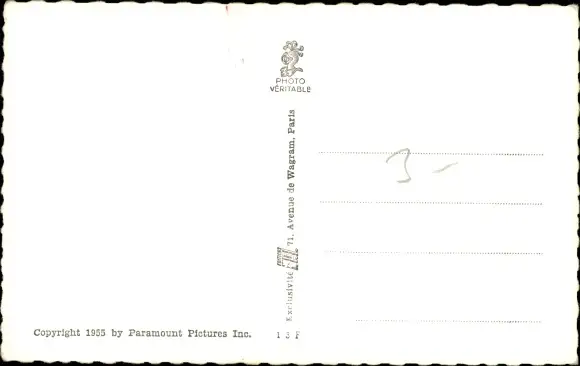 PHOTO
VÉRITABLE
Exclusivité 71, Avenue de Wagram, Paris
3 -
Copyright 1955 by Paramount Pictures Inc.
1 3 F